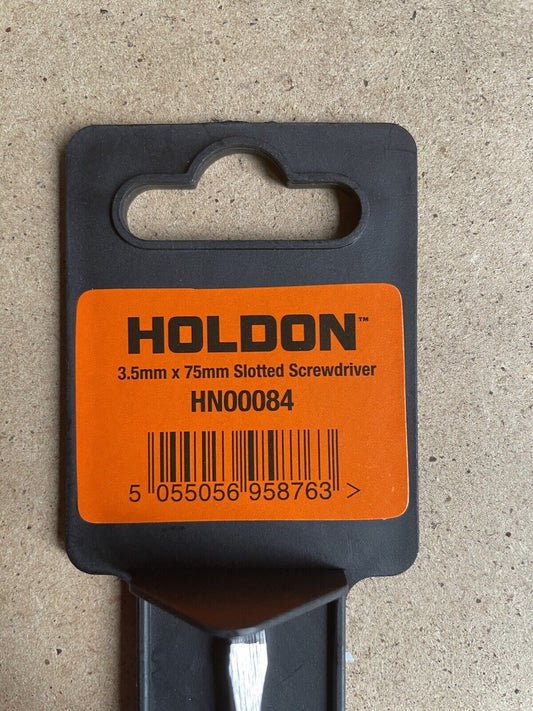 HOLDON™
3.5mm x 75mm Slotted Screwdriver
HN00084
5 055056 958763 >